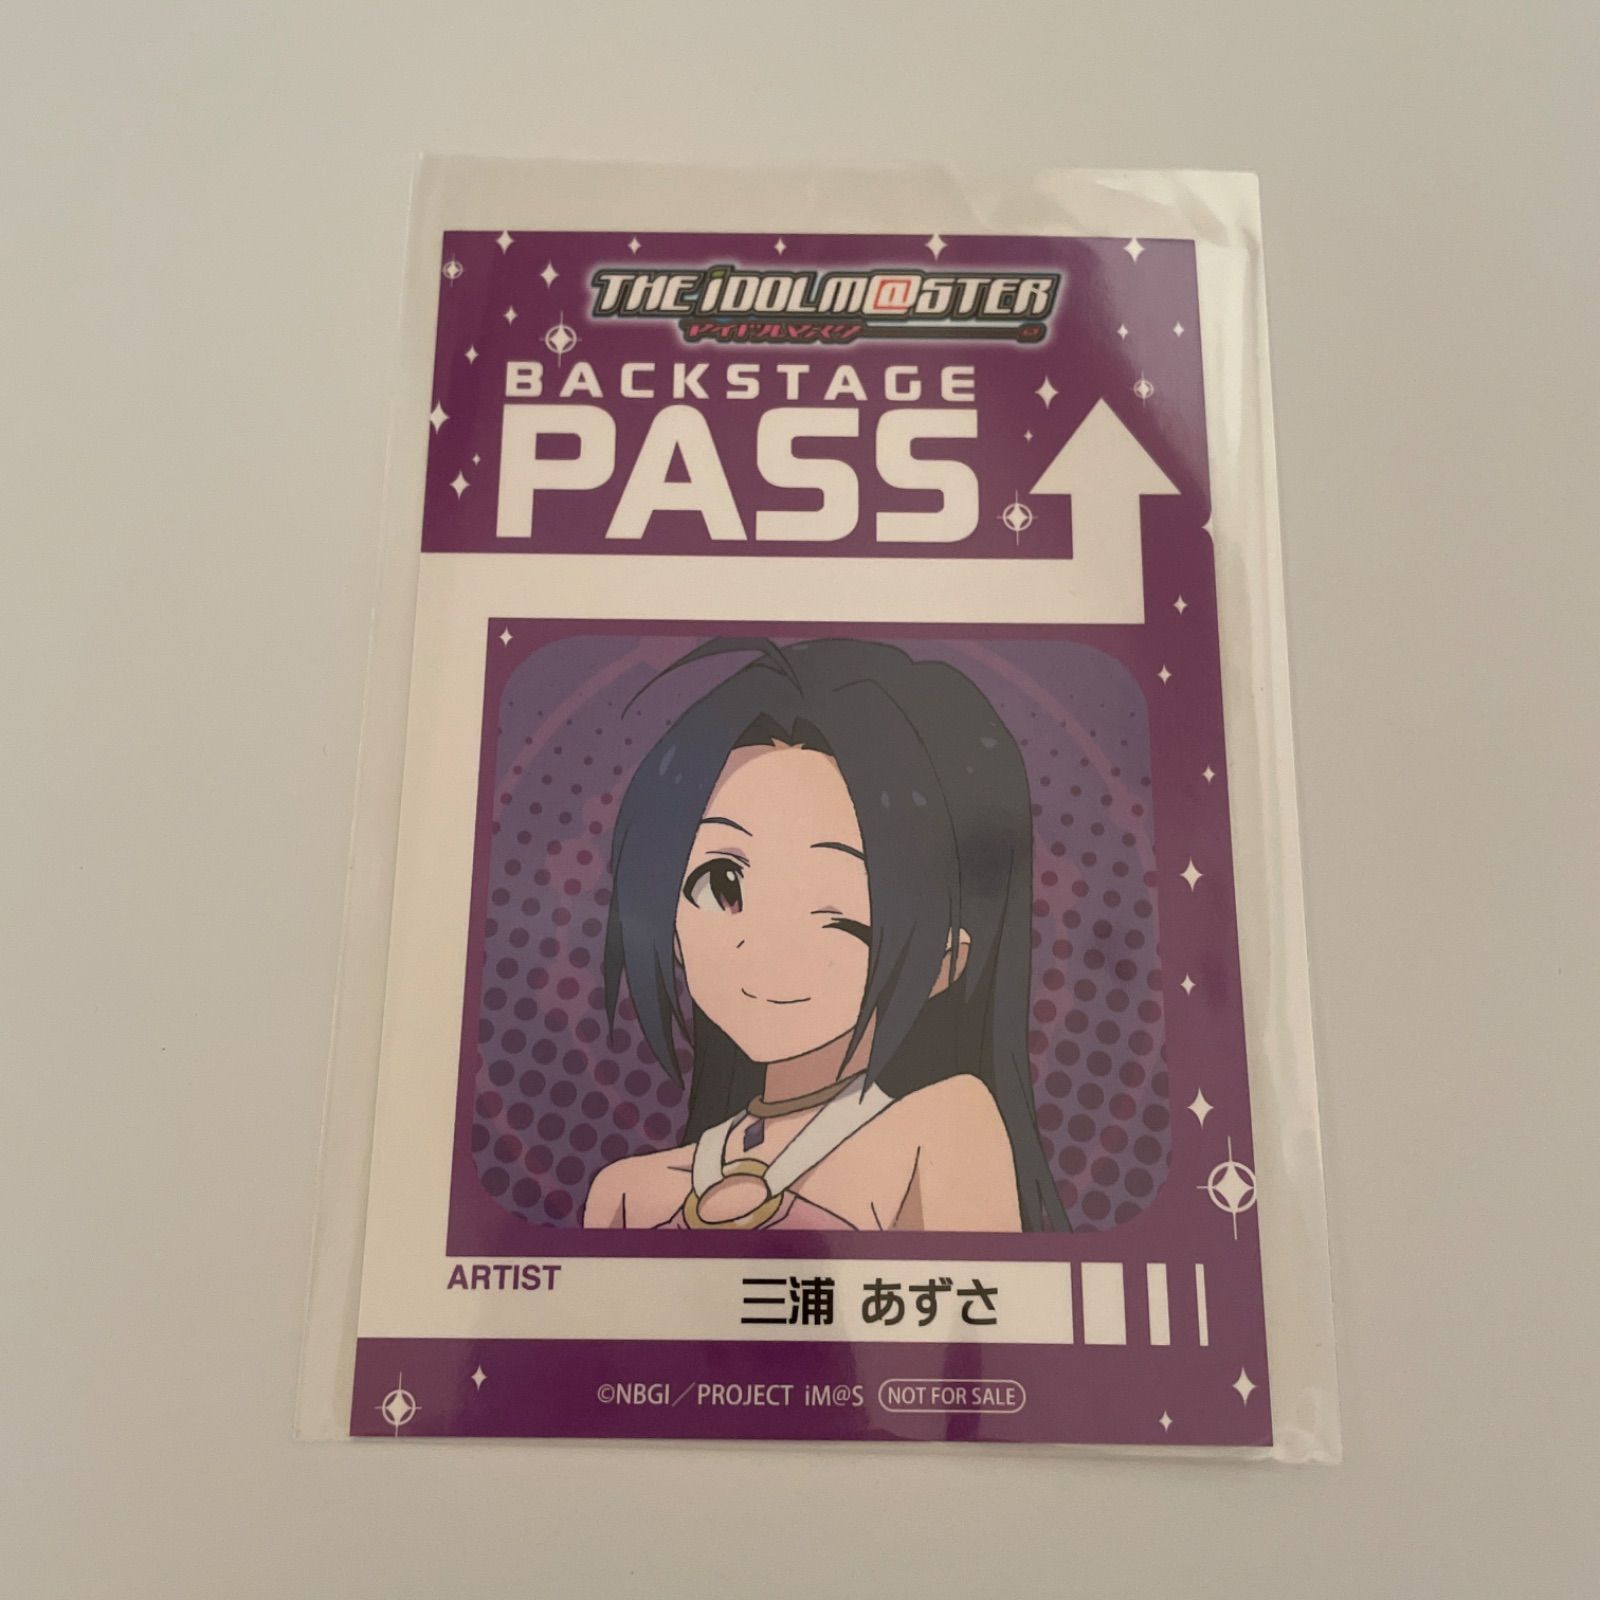 THE iDOLM@STER
アイドルマスター
BACKSTAGE
PASS
ARTIST
三浦 あずさ
©NBGI／PROJECT iM@S NOT FOR SALE